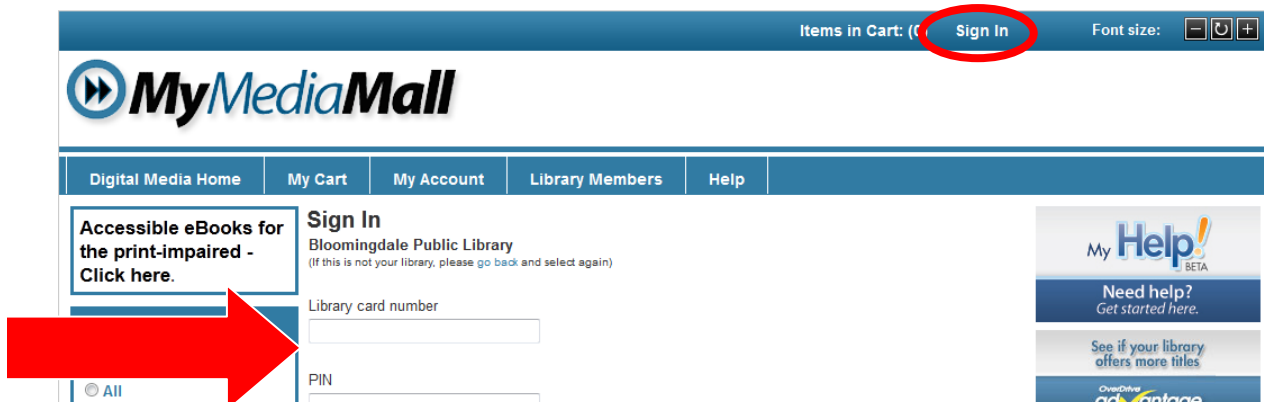 Items in Cart: (0) Sign In Font size:
MyMediaMall
Digital Media Home My Cart My Account Library Members Help
Accessible eBooks for
the print-impaired -
Click here.
Sign In
Bloomingdale Public Library
(If this is not your library, please go back and select again)
Library card number
PIN
All
My Help!
BETA
Need help?
Get started here.
See if your library
offers more titles
OverDrive
advantage